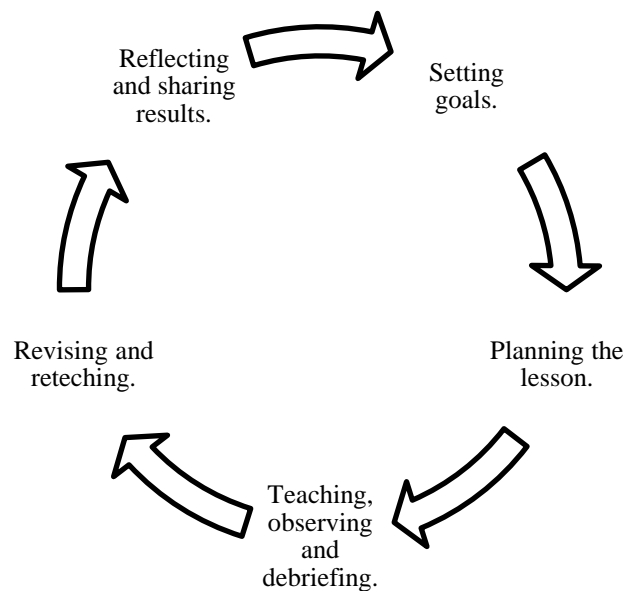 Reflecting
and sharing
results.
Setting
goals.
Planning the
lesson.
Teaching,
observing
and
debriefing.
Revising and
reteching.